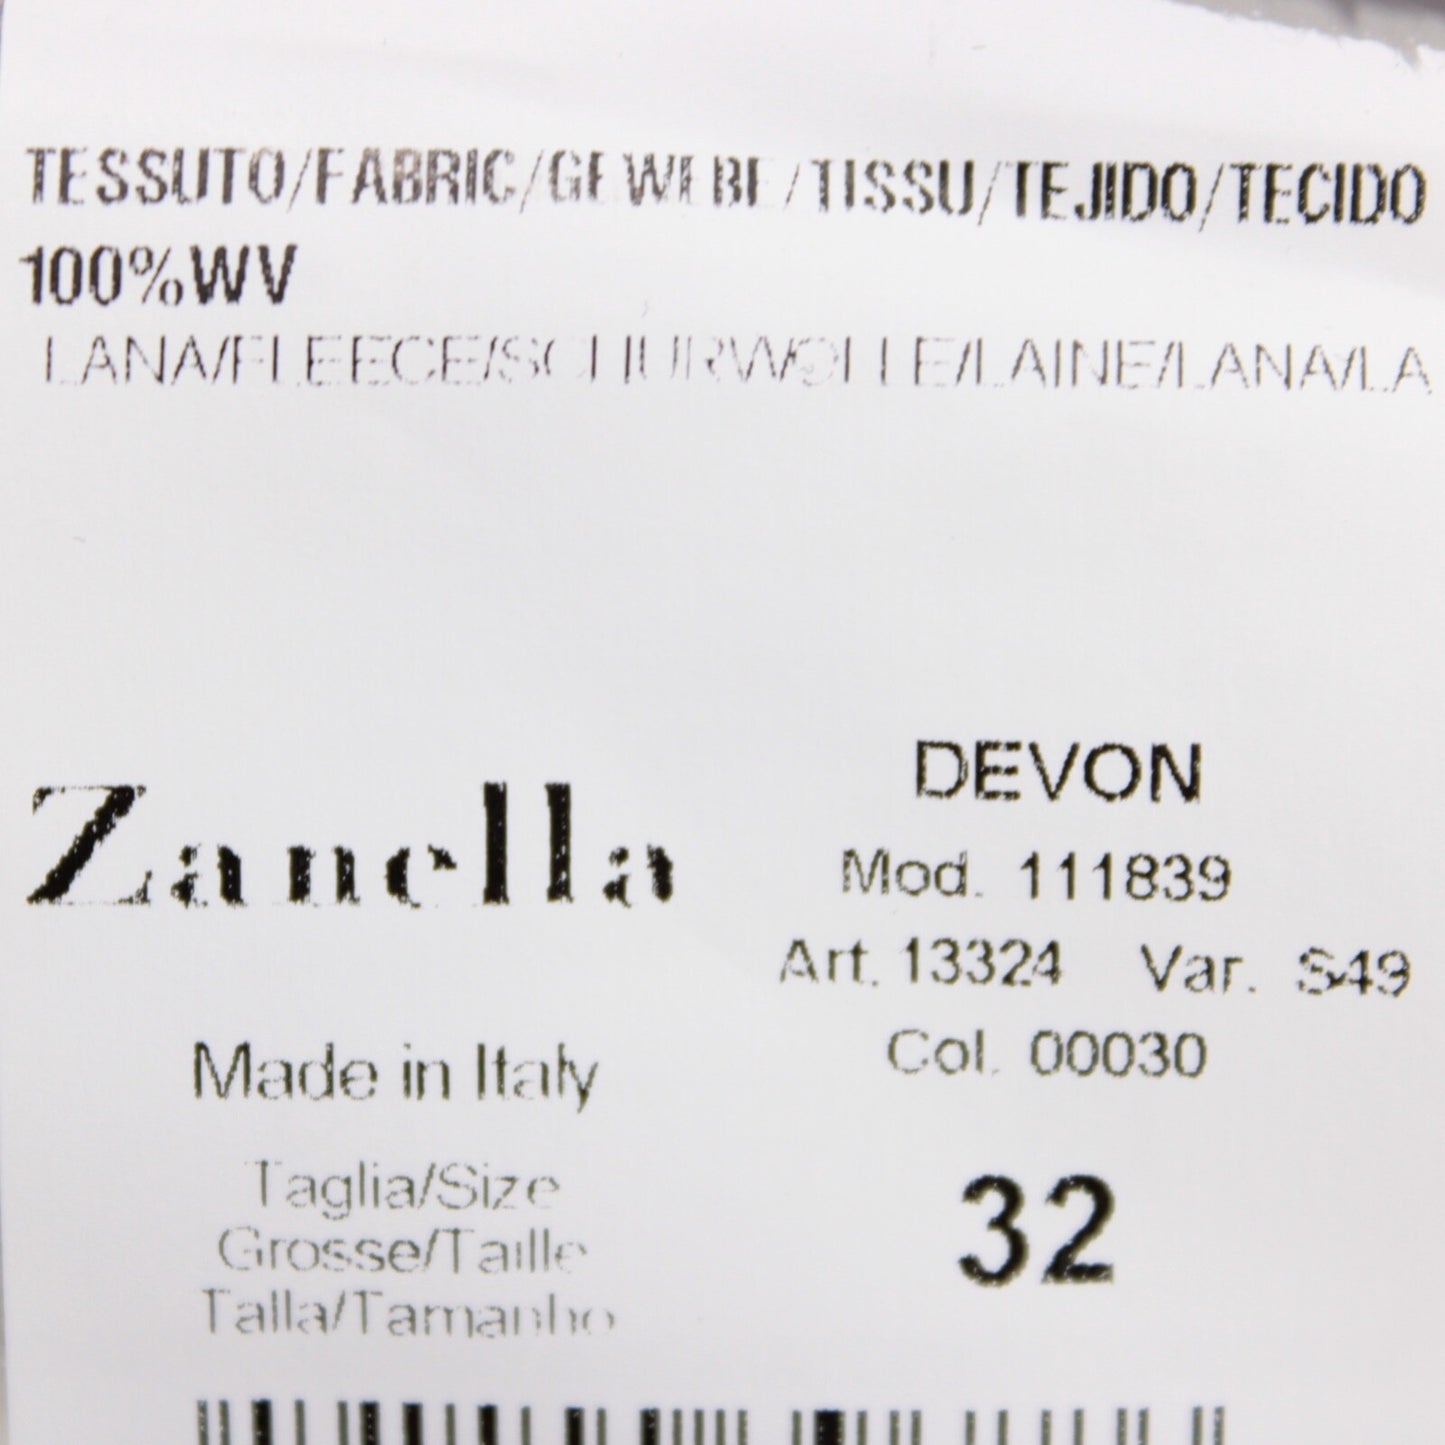 TESSUTO/FABRIC/GEWEBE/TISSU/TEJIDO/TECIDO
100%WV
LANA/FLEECE/SCHURWOLLE/LAINE/LANA/LA
Zanella
DEVON
Mod. 111839
Art. 13324 Var. S49
Col. 00030
Made in Italy
Taglia/Size
Grosse/Taille
Talla/Tamanho
32